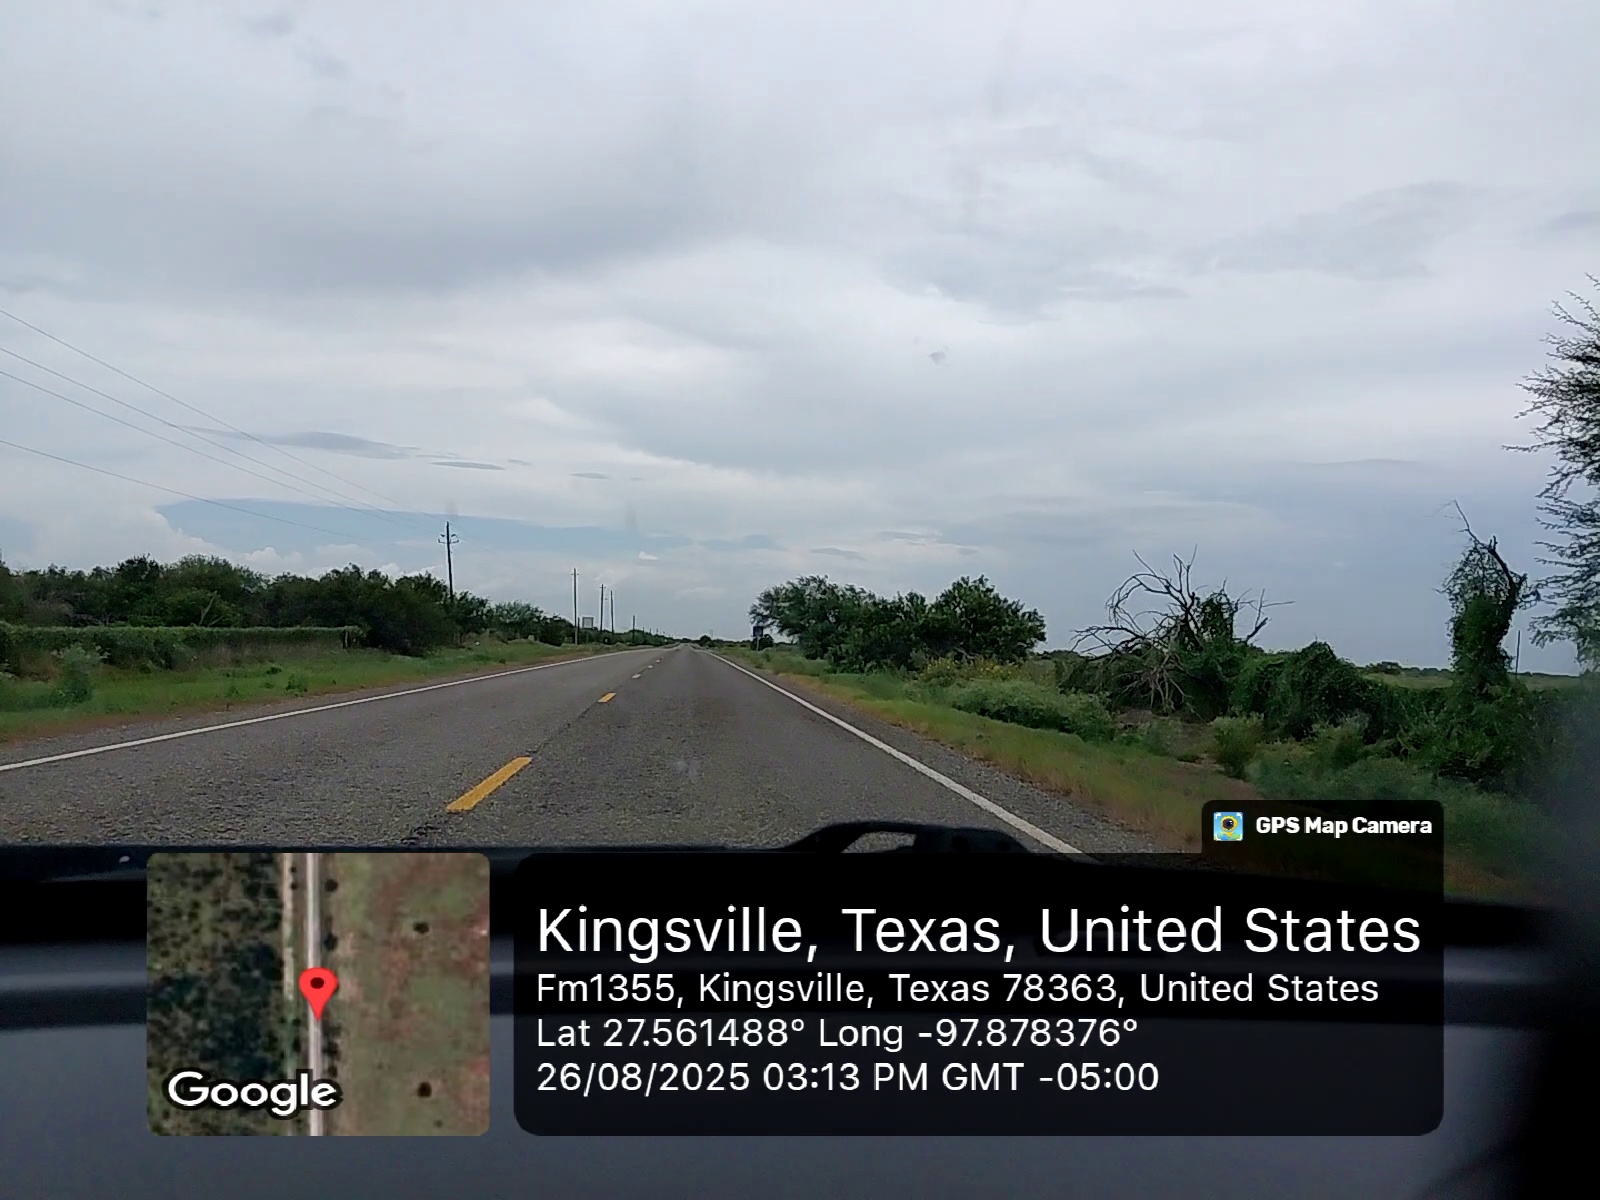 GPS Map Camera
Kingsville, Texas, United States
Fm1355, Kingsville, Texas 78363, United States
Lat 27.561488° Long -97.878376°
26/08/2025 03:13 PM GMT -05:00
Google